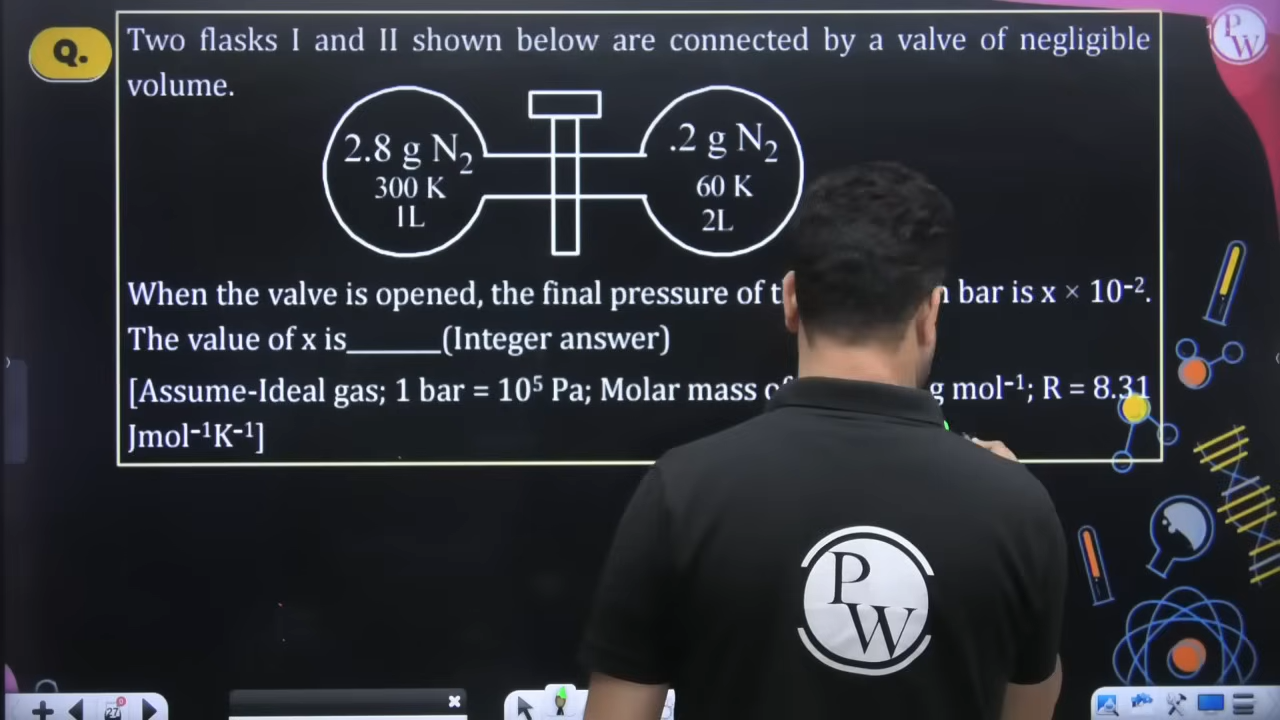 Q.
Two flasks I and II shown below are connected by a valve of negligible
volume.
2.8 g N₂
300 K
1L
.2 g N₂
60 K
2L
When the valve is opened, the final pressure of bar is x × 10⁻².
The value of x is______(Integer answer)
[Assume-Ideal gas; 1 bar = 10⁵ Pa; Molar mass mol⁻¹; R = 8.31
Jmol⁻¹K⁻¹]
PW
PW
27